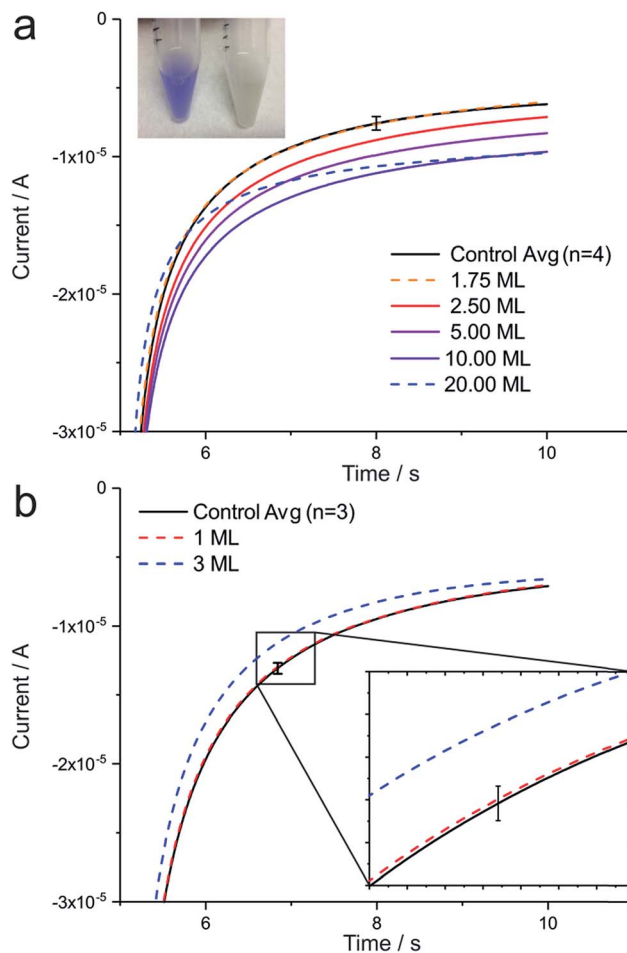 a
0
-1x10⁻⁵
-2x10⁻⁵
-3x10⁻⁵
Current / A
Control Avg (n=4)
1.75 ML
2.50 ML
5.00 ML
10.00 ML
20.00 ML
6
8
10
Time / s
b
0
-1x10⁻⁵
-2x10⁻⁵
-3x10⁻⁵
Current / A
Control Avg (n=3)
1 ML
3 ML
6
8
10
Time / s